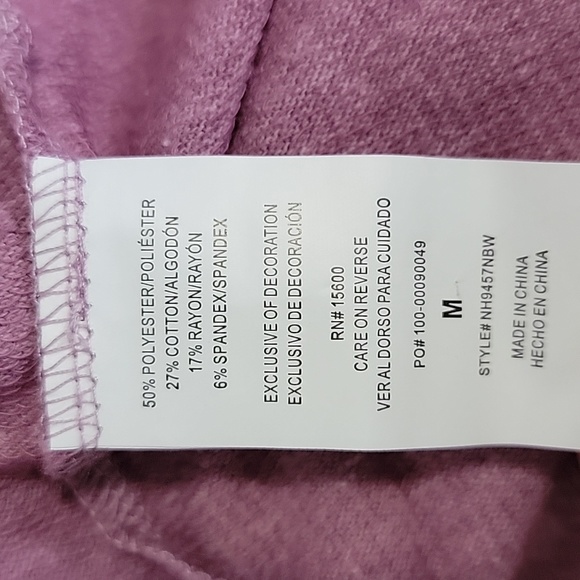 50% POLYESTER/POLIÉSTER
27% COTTON/ALGODÓN
17% RAYON/RAYÓN
6% SPANDEX/SPANDEX
EXCLUSIVE OF DECORATION
EXCLUSIVO DE DECORACIÓN
RN# 15600
CARE ON REVERSE
VER AL DORSO PARA CUIDADO
PO# 100-00090049
M
STYLE# NH9457NBW
MADE IN CHINA
HECHO EN CHINA